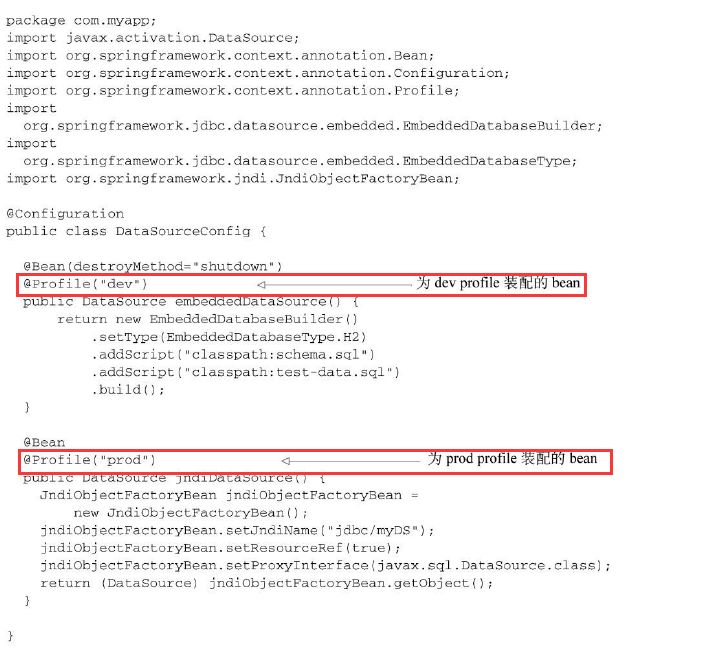 package com.myapp;
import javax.activation.DataSource;
import org.springframework.context.annotation.Bean;
import org.springframework.context.annotation.Configuration;
import org.springframework.context.annotation.Profile;
import
  org.springframework.jdbc.datasource.embedded.EmbeddedDatabaseBuilder;
import
  org.springframework.jdbc.datasource.embedded.EmbeddedDatabaseType;
import org.springframework.jndi.JndiObjectFactoryBean;

@Configuration
public class DataSourceConfig {

  @Bean(destroyMethod="shutdown")
  @Profile("dev") 为 dev profile 装配的 bean
  public DataSource embeddedDataSource() {
      return new EmbeddedDatabaseBuilder()
          .setType(EmbeddedDatabaseType.H2)
          .addScript("classpath:schema.sql")
          .addScript("classpath:test-data.sql")
          .build();
  }

  @Bean
  @Profile("prod") 为 prod profile 装配的 bean
  public DataSource jndiDataSource() {
    JndiObjectFactoryBean jndiObjectFactoryBean =
        new JndiObjectFactoryBean();
    jndiObjectFactoryBean.setJndiName("jdbc/myDS");
    jndiObjectFactoryBean.setResourceRef(true);
    jndiObjectFactoryBean.setProxyInterface(javax.sql.DataSource.class);
    return (DataSource) jndiObjectFactoryBean.getObject();
  }

}